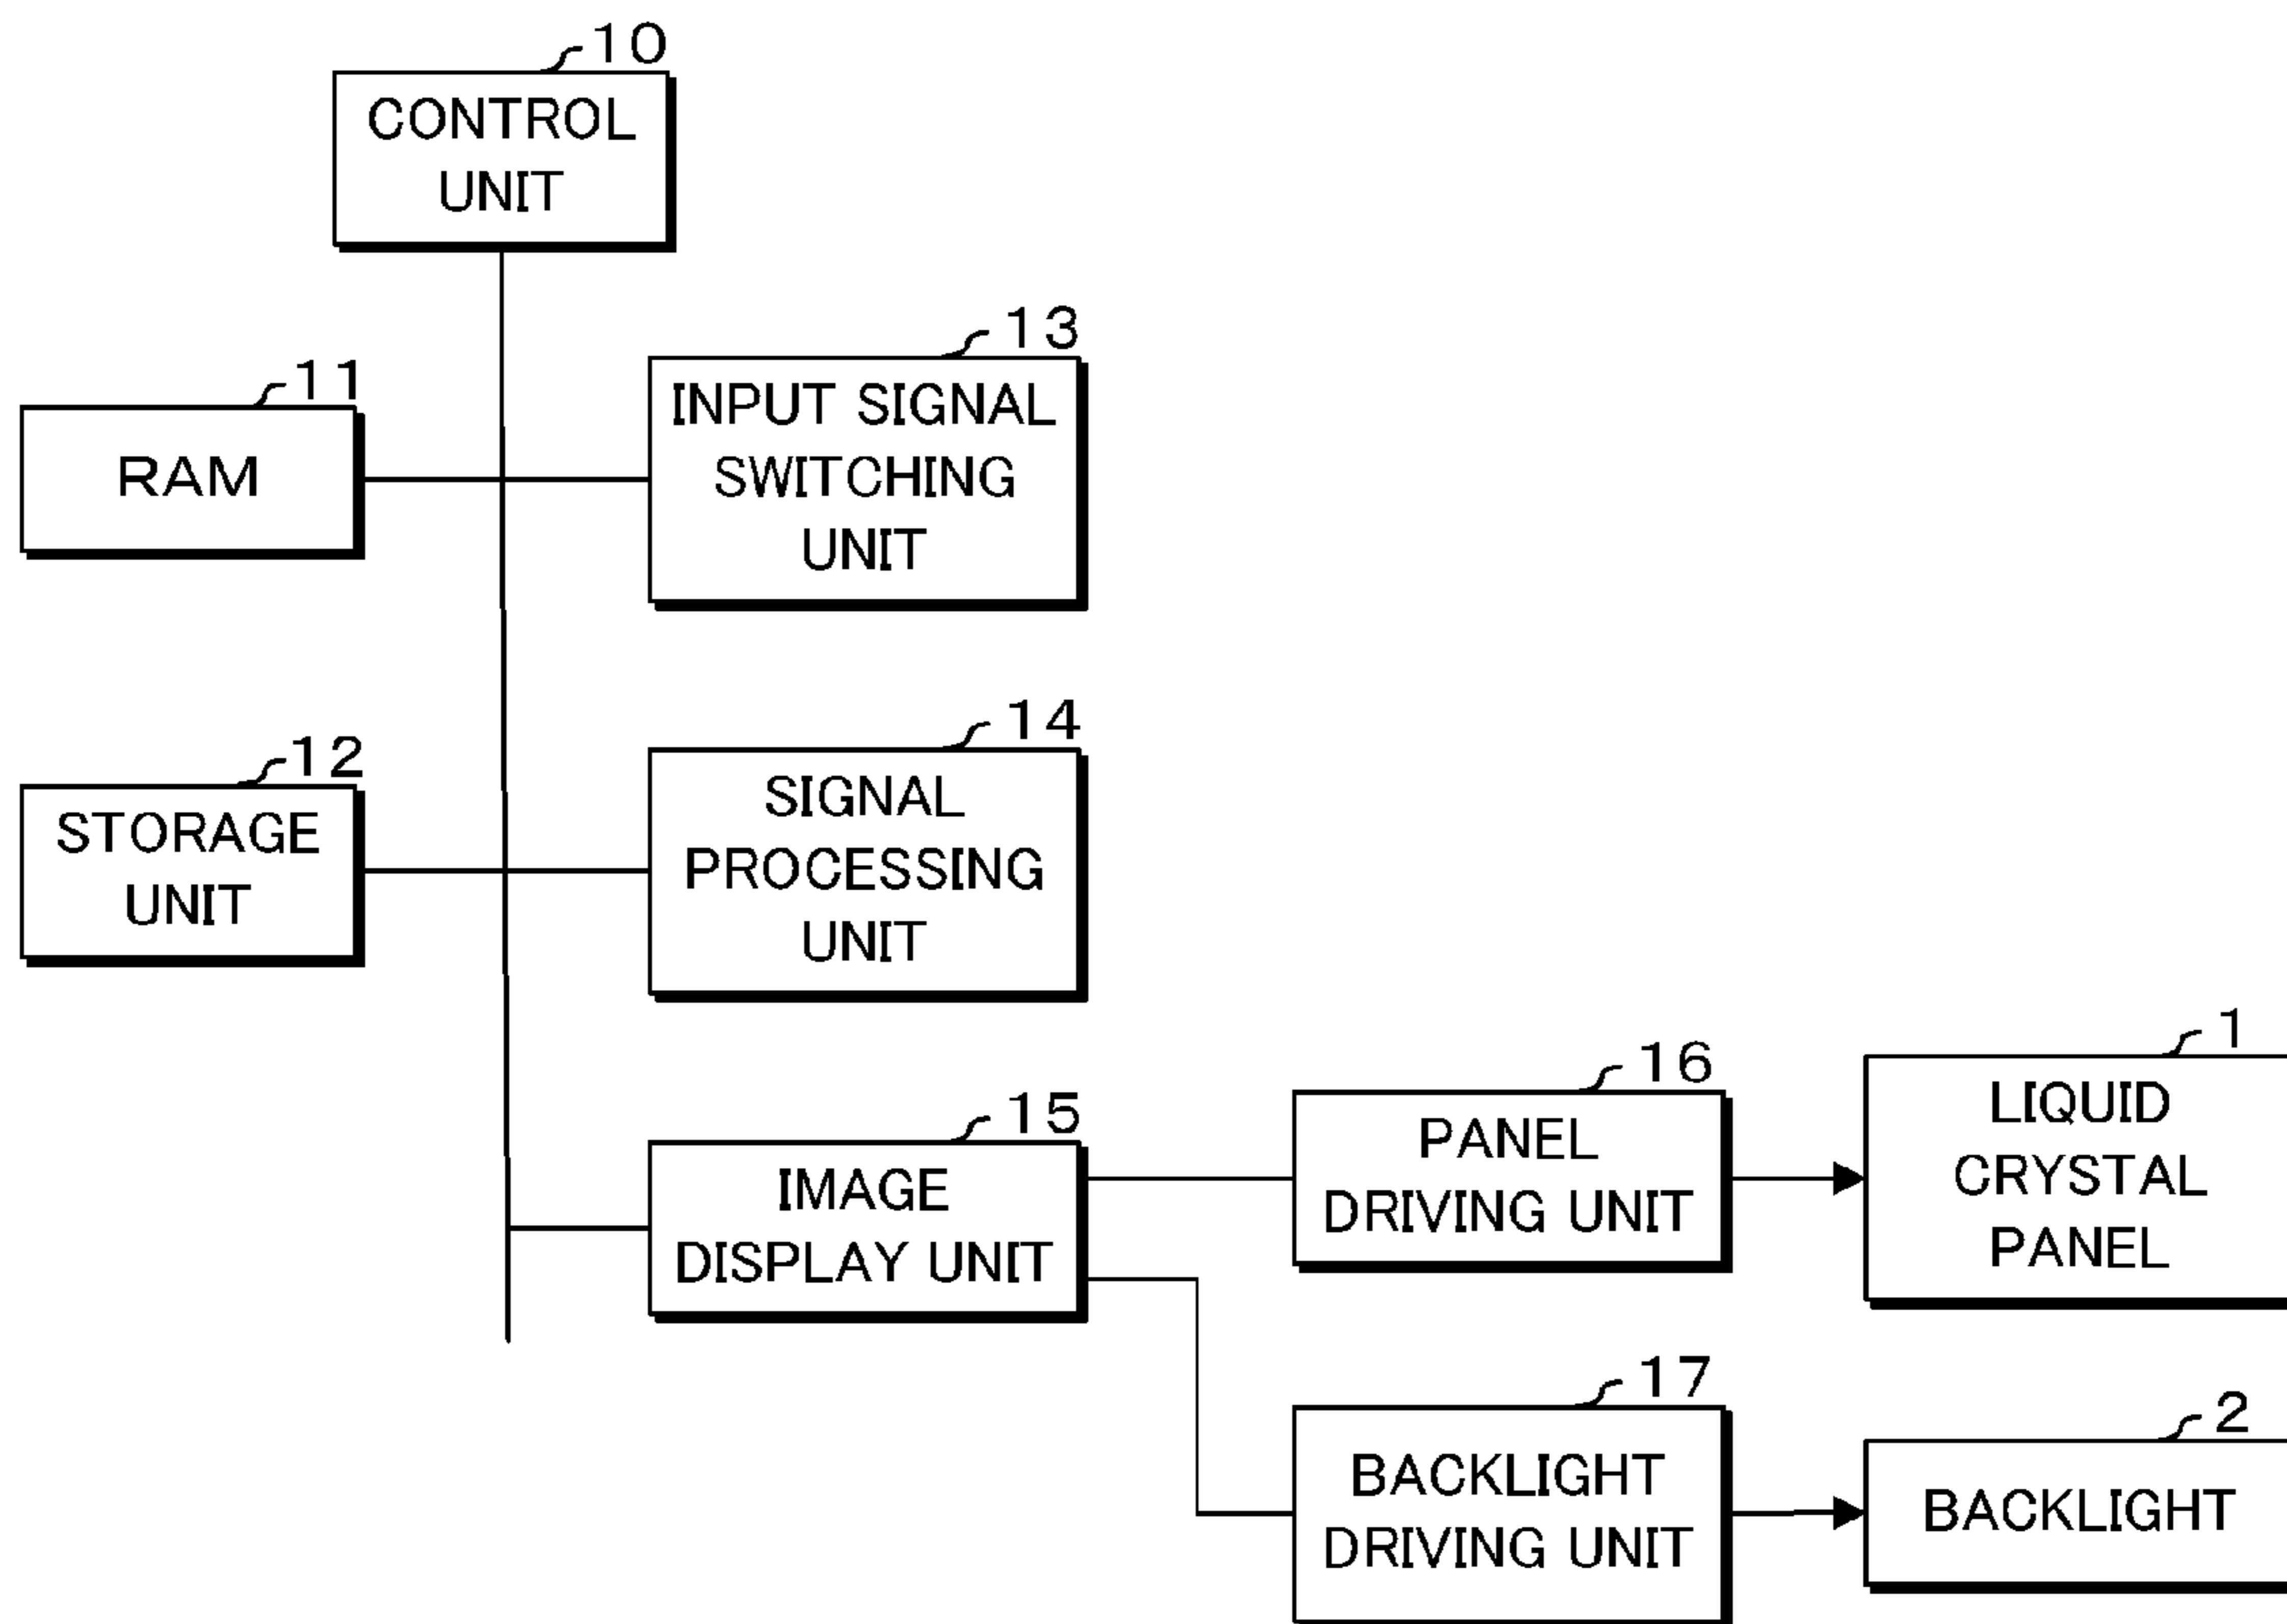 10
CONTROL
UNIT
11
RAM
13
INPUT SIGNAL
SWITCHING
UNIT
12
STORAGE
UNIT
14
SIGNAL
PROCESSING
UNIT
15
IMAGE
DISPLAY UNIT
16
PANEL
DRIVING UNIT
1
LIQUID
CRYSTAL
PANEL
17
BACKLIGHT
DRIVING UNIT
2
BACKLIGHT